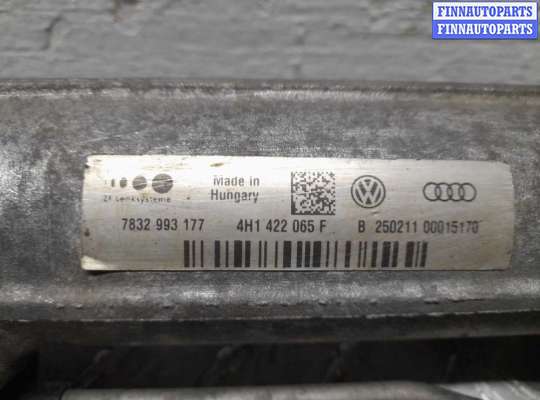 FINNAUTOPARTS
FINNAUTOPARTS
Made in
Hungary
ZF Lenksysteme
7832 993 177 4H1 422 065 F B 250211 00015170